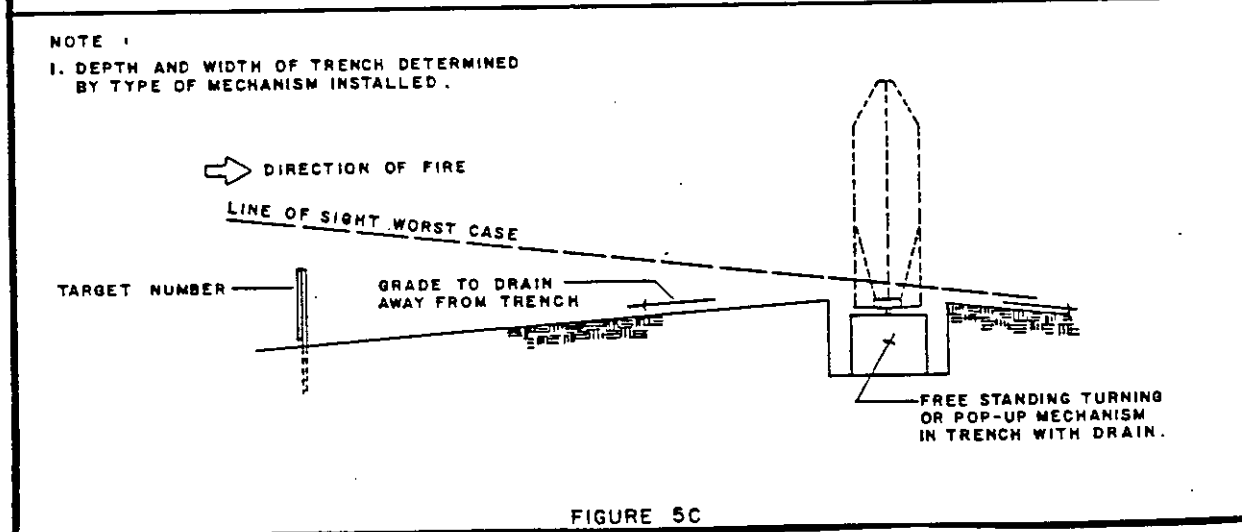 NOTE :
1. DEPTH AND WIDTH OF TRENCH DETERMINED
BY TYPE OF MECHANISM INSTALLED.
DIRECTION OF FIRE
LINE OF SIGHT WORST CASE
TARGET NUMBER
GRADE TO DRAIN
AWAY FROM TRENCH
FREE STANDING TURNING
OR POP-UP MECHANISM
IN TRENCH WITH DRAIN.
FIGURE 5C